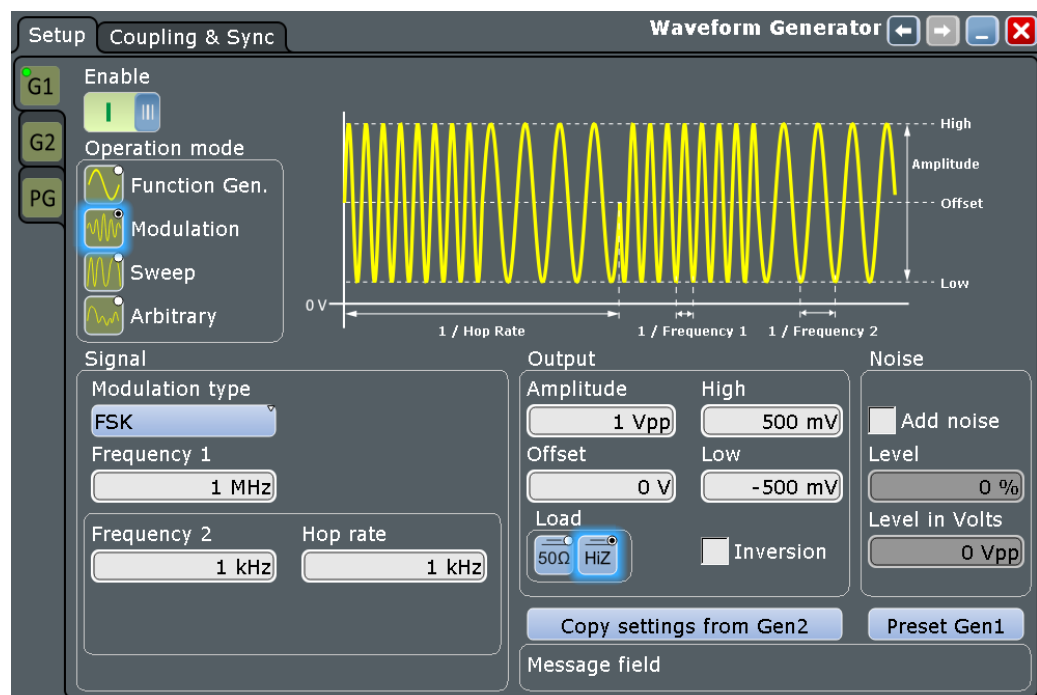 Setup
Coupling & Sync
Waveform Generator
G1
G2
PG
Enable
Operation mode
Function Gen.
Modulation
Sweep
Arbitrary
High
Amplitude
Offset
Low
0 V
1 / Hop Rate
1 / Frequency 1
1 / Frequency 2
Signal
Modulation type
FSK
Frequency 1
1 MHz
Frequency 2
Hop rate
1 kHz
1 kHz
Output
Amplitude
High
1 Vpp
500 mV
Offset
Low
0 V
-500 mV
Load
50Ω
HiZ
Inversion
Noise
Add noise
Level
0 %
Level in Volts
0 Vpp
Copy settings from Gen2
Preset Gen1
Message field